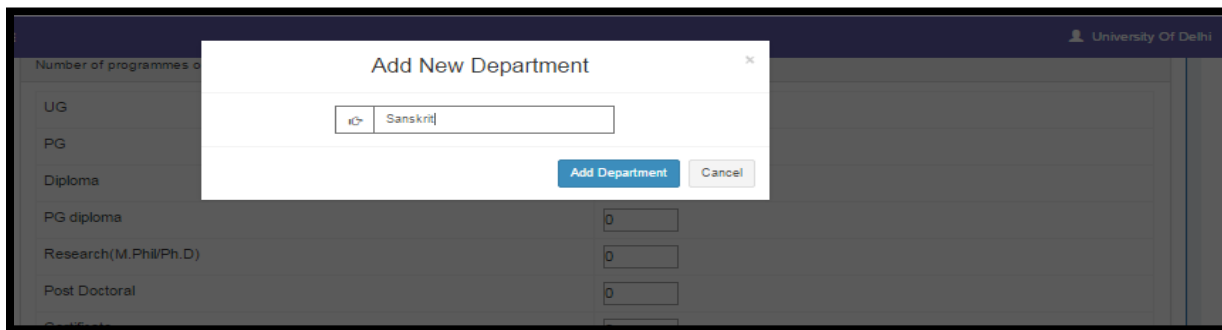 University Of Delhi
Number of programmes o
Add New Department
×
Sanskrit
Add Department Cancel
UG
PG
Diploma
PG diploma 0
Research(M.Phil/Ph.D) 0
Post Doctoral 0